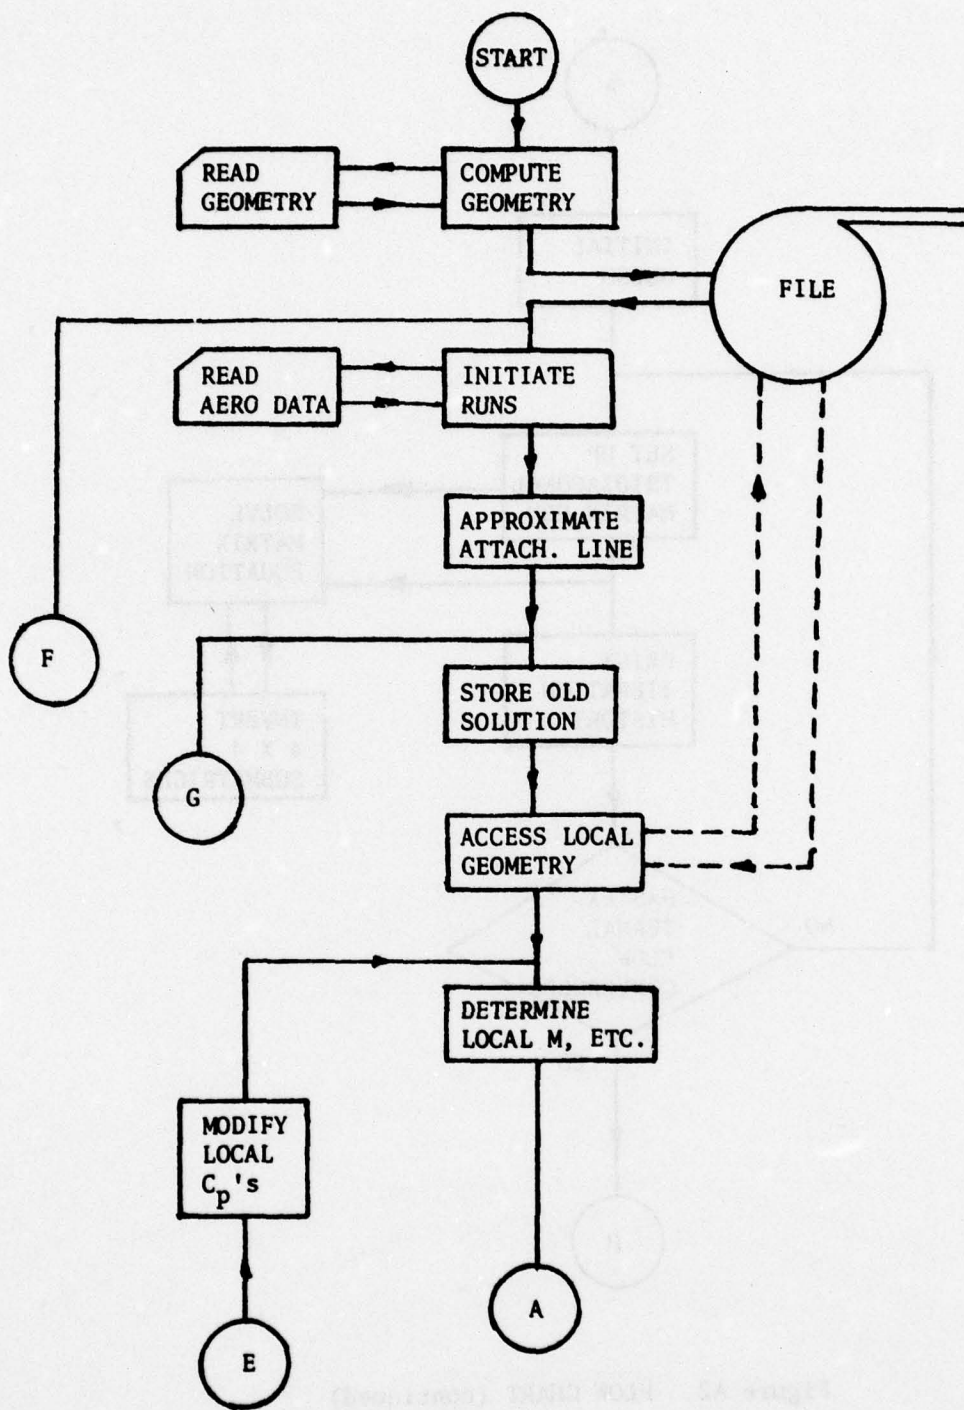 START
READ
GEOMETRY
COMPUTE
GEOMETRY
FILE
READ
AERO DATA
INITIATE
RUNS
APPROXIMATE
ATTACH. LINE
F
STORE OLD
SOLUTION
G
ACCESS LOCAL
GEOMETRY
DETERMINE
LOCAL M, ETC.
MODIFY
LOCAL
Cp's
A
E